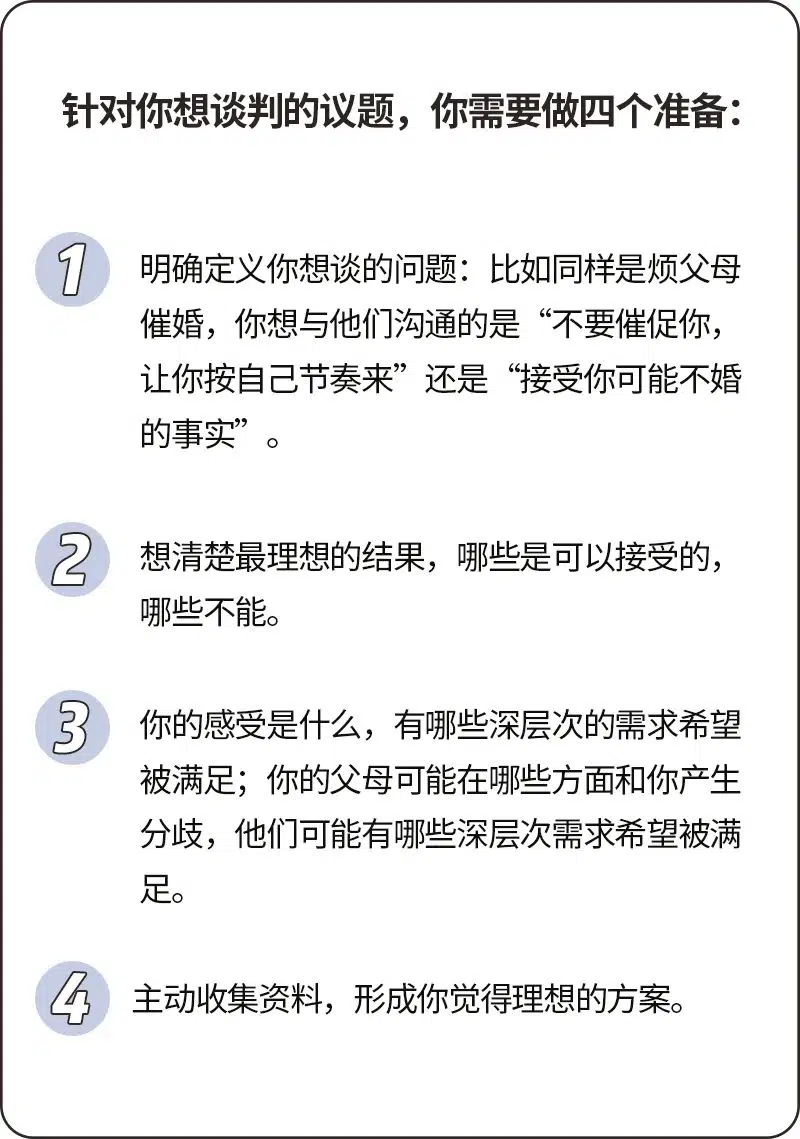 针对你想谈判的议题，你需要做四个准备：
1
明确定义你想谈的问题：比如同样是烦父母
催婚，你想与他们沟通的是“不要催促你，
让你按自己节奏来”还是“接受你可能不婚
的事实”。
2
想清楚最理想的结果，哪些是可以接受的，
哪些不能。
3
你的感受是什么，有哪些深层次的需求希望
被满足；你的父母可能在哪些方面和你产生
分歧，他们可能有哪些深层次需求希望被满
足。
4
主动收集资料，形成你觉得理想的方案。